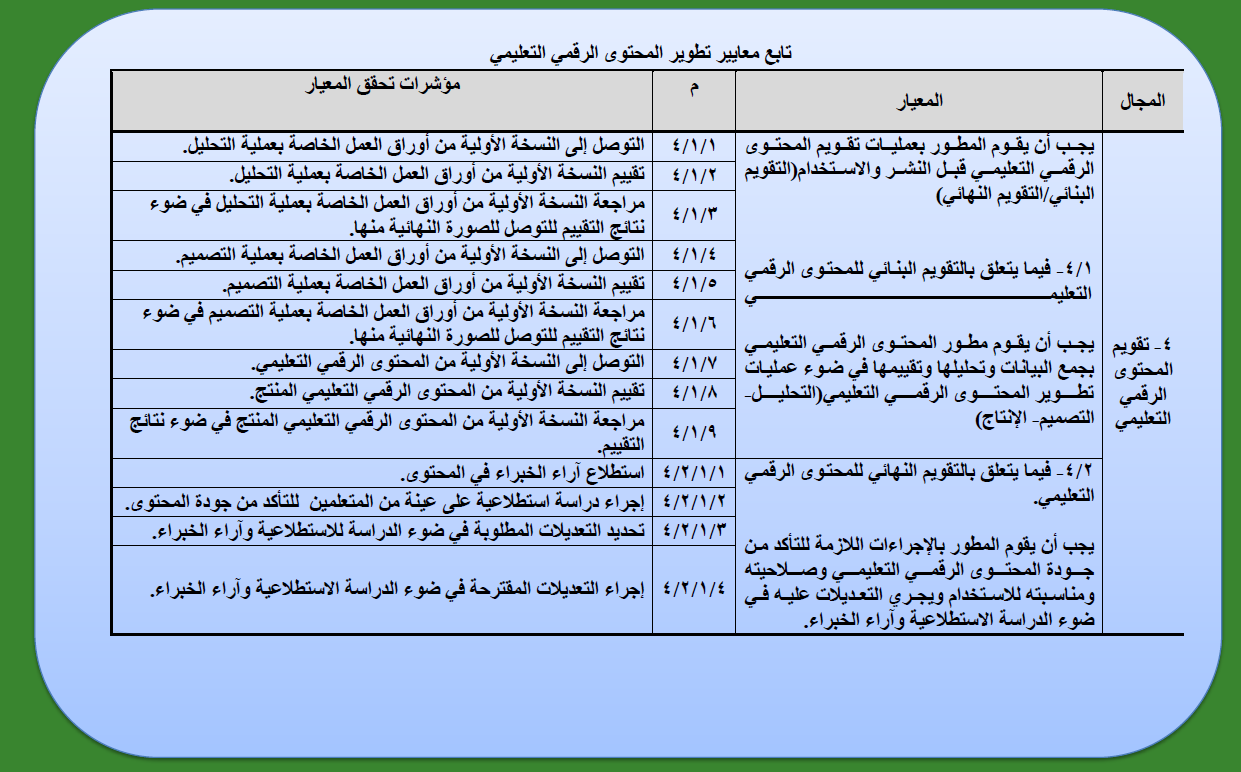 تابع معايير تطوير المحتوى الرقمي التعليمي
المجال
المعيار
م
مؤشرات تحقق المعيار
٤- تقويم
المحتوى
الرقمي
التعليمي
يجب أن يقوم المطور بعمليات تقويم المحتوى
الرقمي التعليمي قبل النشر والاستخدام(التقويم
البنائي/التقويم النهائي)
٤/١- فيما يتعلق بالتقويم البنائي للمحتوى الرقمي
التعليمي
يجب أن يقوم مطور المحتوى الرقمي التعليمي
بجمع البيانات وتحليلها وتقييمها في ضوء عمليات
تطوير المحتوى الرقمي التعليمي(التحليل-
التصميم- الإنتاج)
٤/١/١
التوصل إلى النسخة الأولية من أوراق العمل الخاصة بعملية التحليل.
٤/١/٢
تقييم النسخة الأولية من أوراق العمل الخاصة بعملية التحليل.
٤/١/٣
مراجعة النسخة الأولية من أوراق العمل الخاصة بعملية التحليل في ضوء
نتائج التقييم للتوصل للصورة النهائية منها.
٤/١/٤
التوصل إلى النسخة الأولية من أوراق العمل الخاصة بعملية التصميم.
٤/١/٥
تقييم النسخة الأولية من أوراق العمل الخاصة بعملية التصميم.
٤/١/٦
مراجعة النسخة الأولية من أوراق العمل الخاصة بعملية التصميم في ضوء
نتائج التقييم للتوصل للصورة النهائية منها.
٤/١/٧
التوصل إلى النسخة الأولية من المحتوى الرقمي التعليمي.
٤/١/٨
تقييم النسخة الأولية من المحتوى الرقمي التعليمي المنتج.
٤/١/٩
مراجعة النسخة الأولية من المحتوى الرقمي التعليمي المنتج في ضوء نتائج
التقييم.
٤/٢- فيما يتعلق بالتقويم النهائي للمحتوى الرقمي
التعليمي.
يجب أن يقوم المطور بالإجراءات اللازمة للتأكد من
جودة المحتوى الرقمي التعليمي وصلاحيته
ومناسبته للاستخدام ويجري التعديلات عليه في
ضوء الدراسة الاستطلاعية وآراء الخبراء.
٤/٢/١/١
استطلاع آراء الخبراء في المحتوى.
٤/٢/١/٢
إجراء دراسة استطلاعية على عينة من المتعلمين للتأكد من جودة المحتوى.
٤/٢/١/٣
تحديد التعديلات المطلوبة في ضوء الدراسة للاستطلاعية وآراء الخبراء.
٤/٢/١/٤
إجراء التعديلات المقترحة في ضوء الدراسة الاستطلاعية وآراء الخبراء.